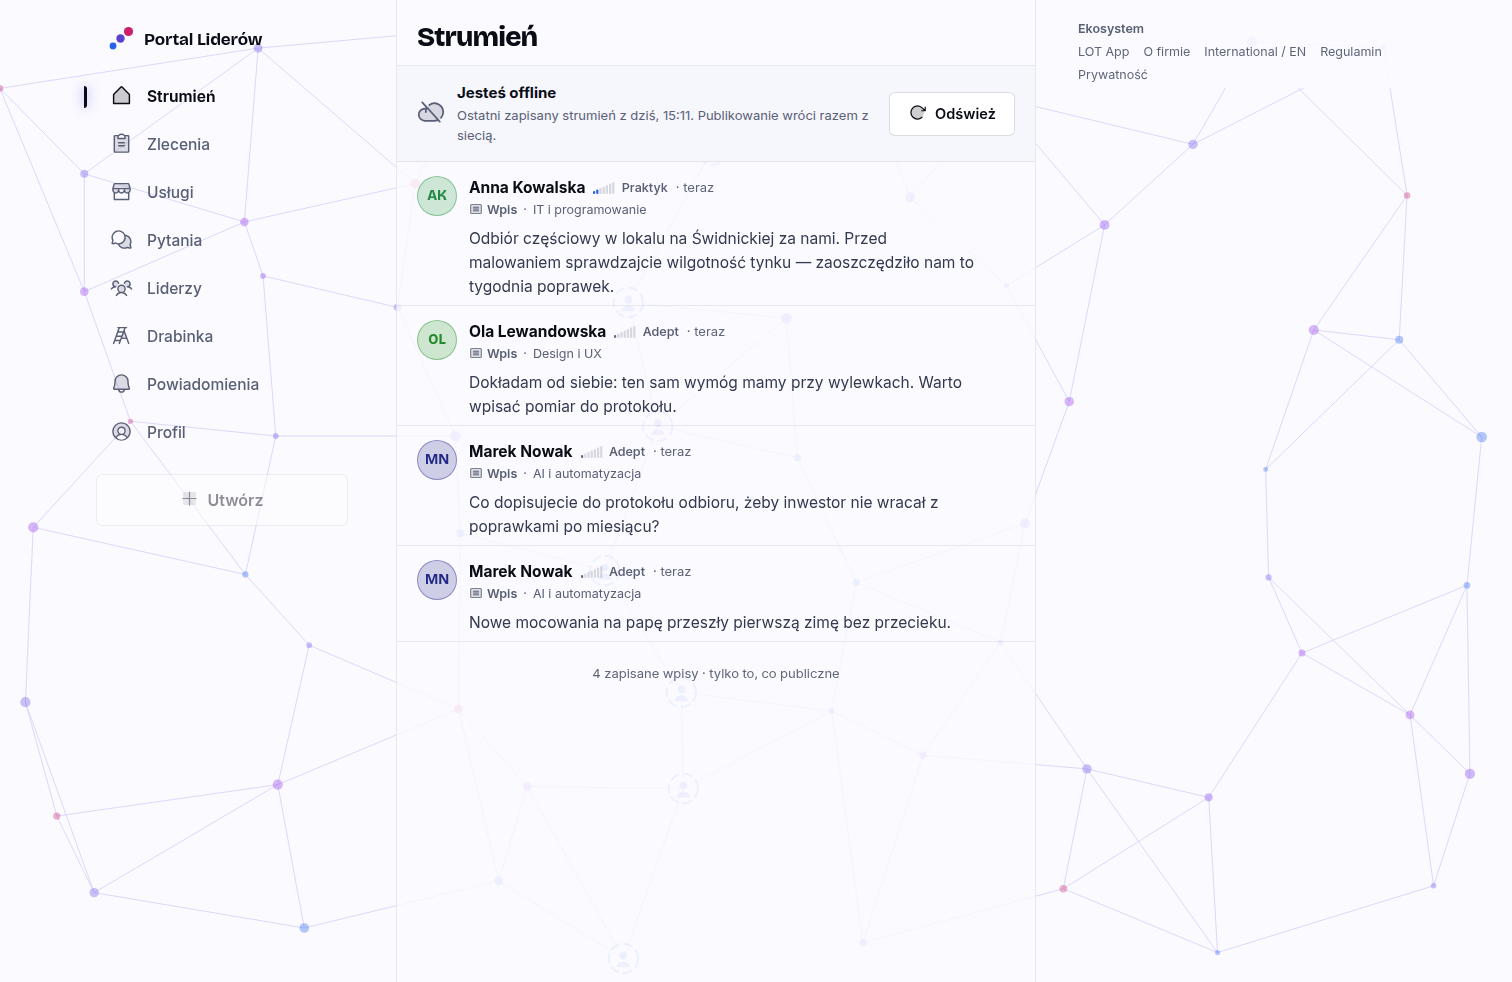 Portal Liderów
Strumień
Zlecenia
Usługi
Pytania
Liderzy
Drabinka
Powiadomienia
Profil
Utwórz
Strumień
Jesteś offline
Ostatni zapisany strumień z dziś, 15:11. Publikowanie wróci razem z
siecią.
Odśwież
AK
Anna Kowalska Praktyk · teraz
Wpis · IT i programowanie
Odbiór częściowy w lokalu na Świdnickiej za nami. Przed
malowaniem sprawdzajcie wilgotność tynku — zaoszczędziło nam to
tygodnia poprawek.
OL
Ola Lewandowska Adept · teraz
Wpis · Design i UX
Dokładam od siebie: ten sam wymóg mamy przy wylewkach. Warto
wpisać pomiar do protokołu.
MN
Marek Nowak Adept · teraz
Wpis · AI i automatyzacja
Co dopisujecie do protokołu odbioru, żeby inwestor nie wracał z
poprawkami po miesiącu?
MN
Marek Nowak Adept · teraz
Wpis · AI i automatyzacja
Nowe mocowania na papę przeszły pierwszą zimę bez przecieku.
4 zapisane wpisy · tylko to, co publiczne
Ekosystem
LOT App O firmie International / EN Regulamin
Prywatność